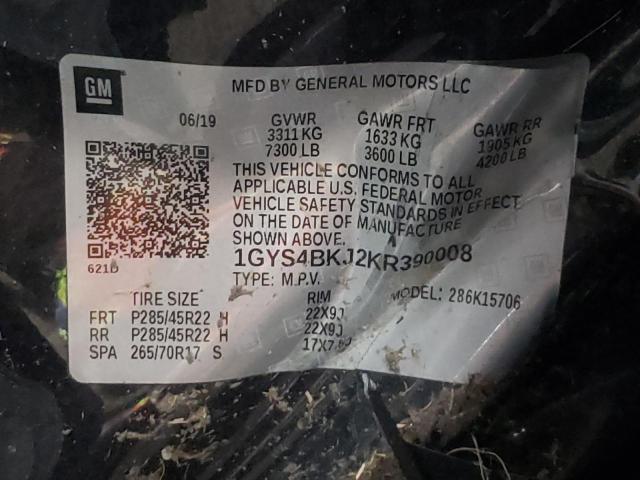 GM
MFD BY GENERAL MOTORS LLC
06/19 GVWR GAWR FRT GAWR RR
3311 KG 1633 KG 1905 KG
7300 LB 3600 LB 4200 LB
THIS VEHICLE CONFORMS TO ALL
APPLICABLE U.S. FEDERAL MOTOR
VEHICLE SAFETY STANDARDS IN EFFECT
ON THE DATE OF MANUFACTURE
SHOWN ABOVE.
621D
1GYS4BKJ2KR390008
TYPE: M.P.V. MODEL: 286K15706
TIRE SIZE RIM
FRT P285/45R22 H 22X9J
RR P285/45R22 H 22X9J
SPA 265/70R17 S